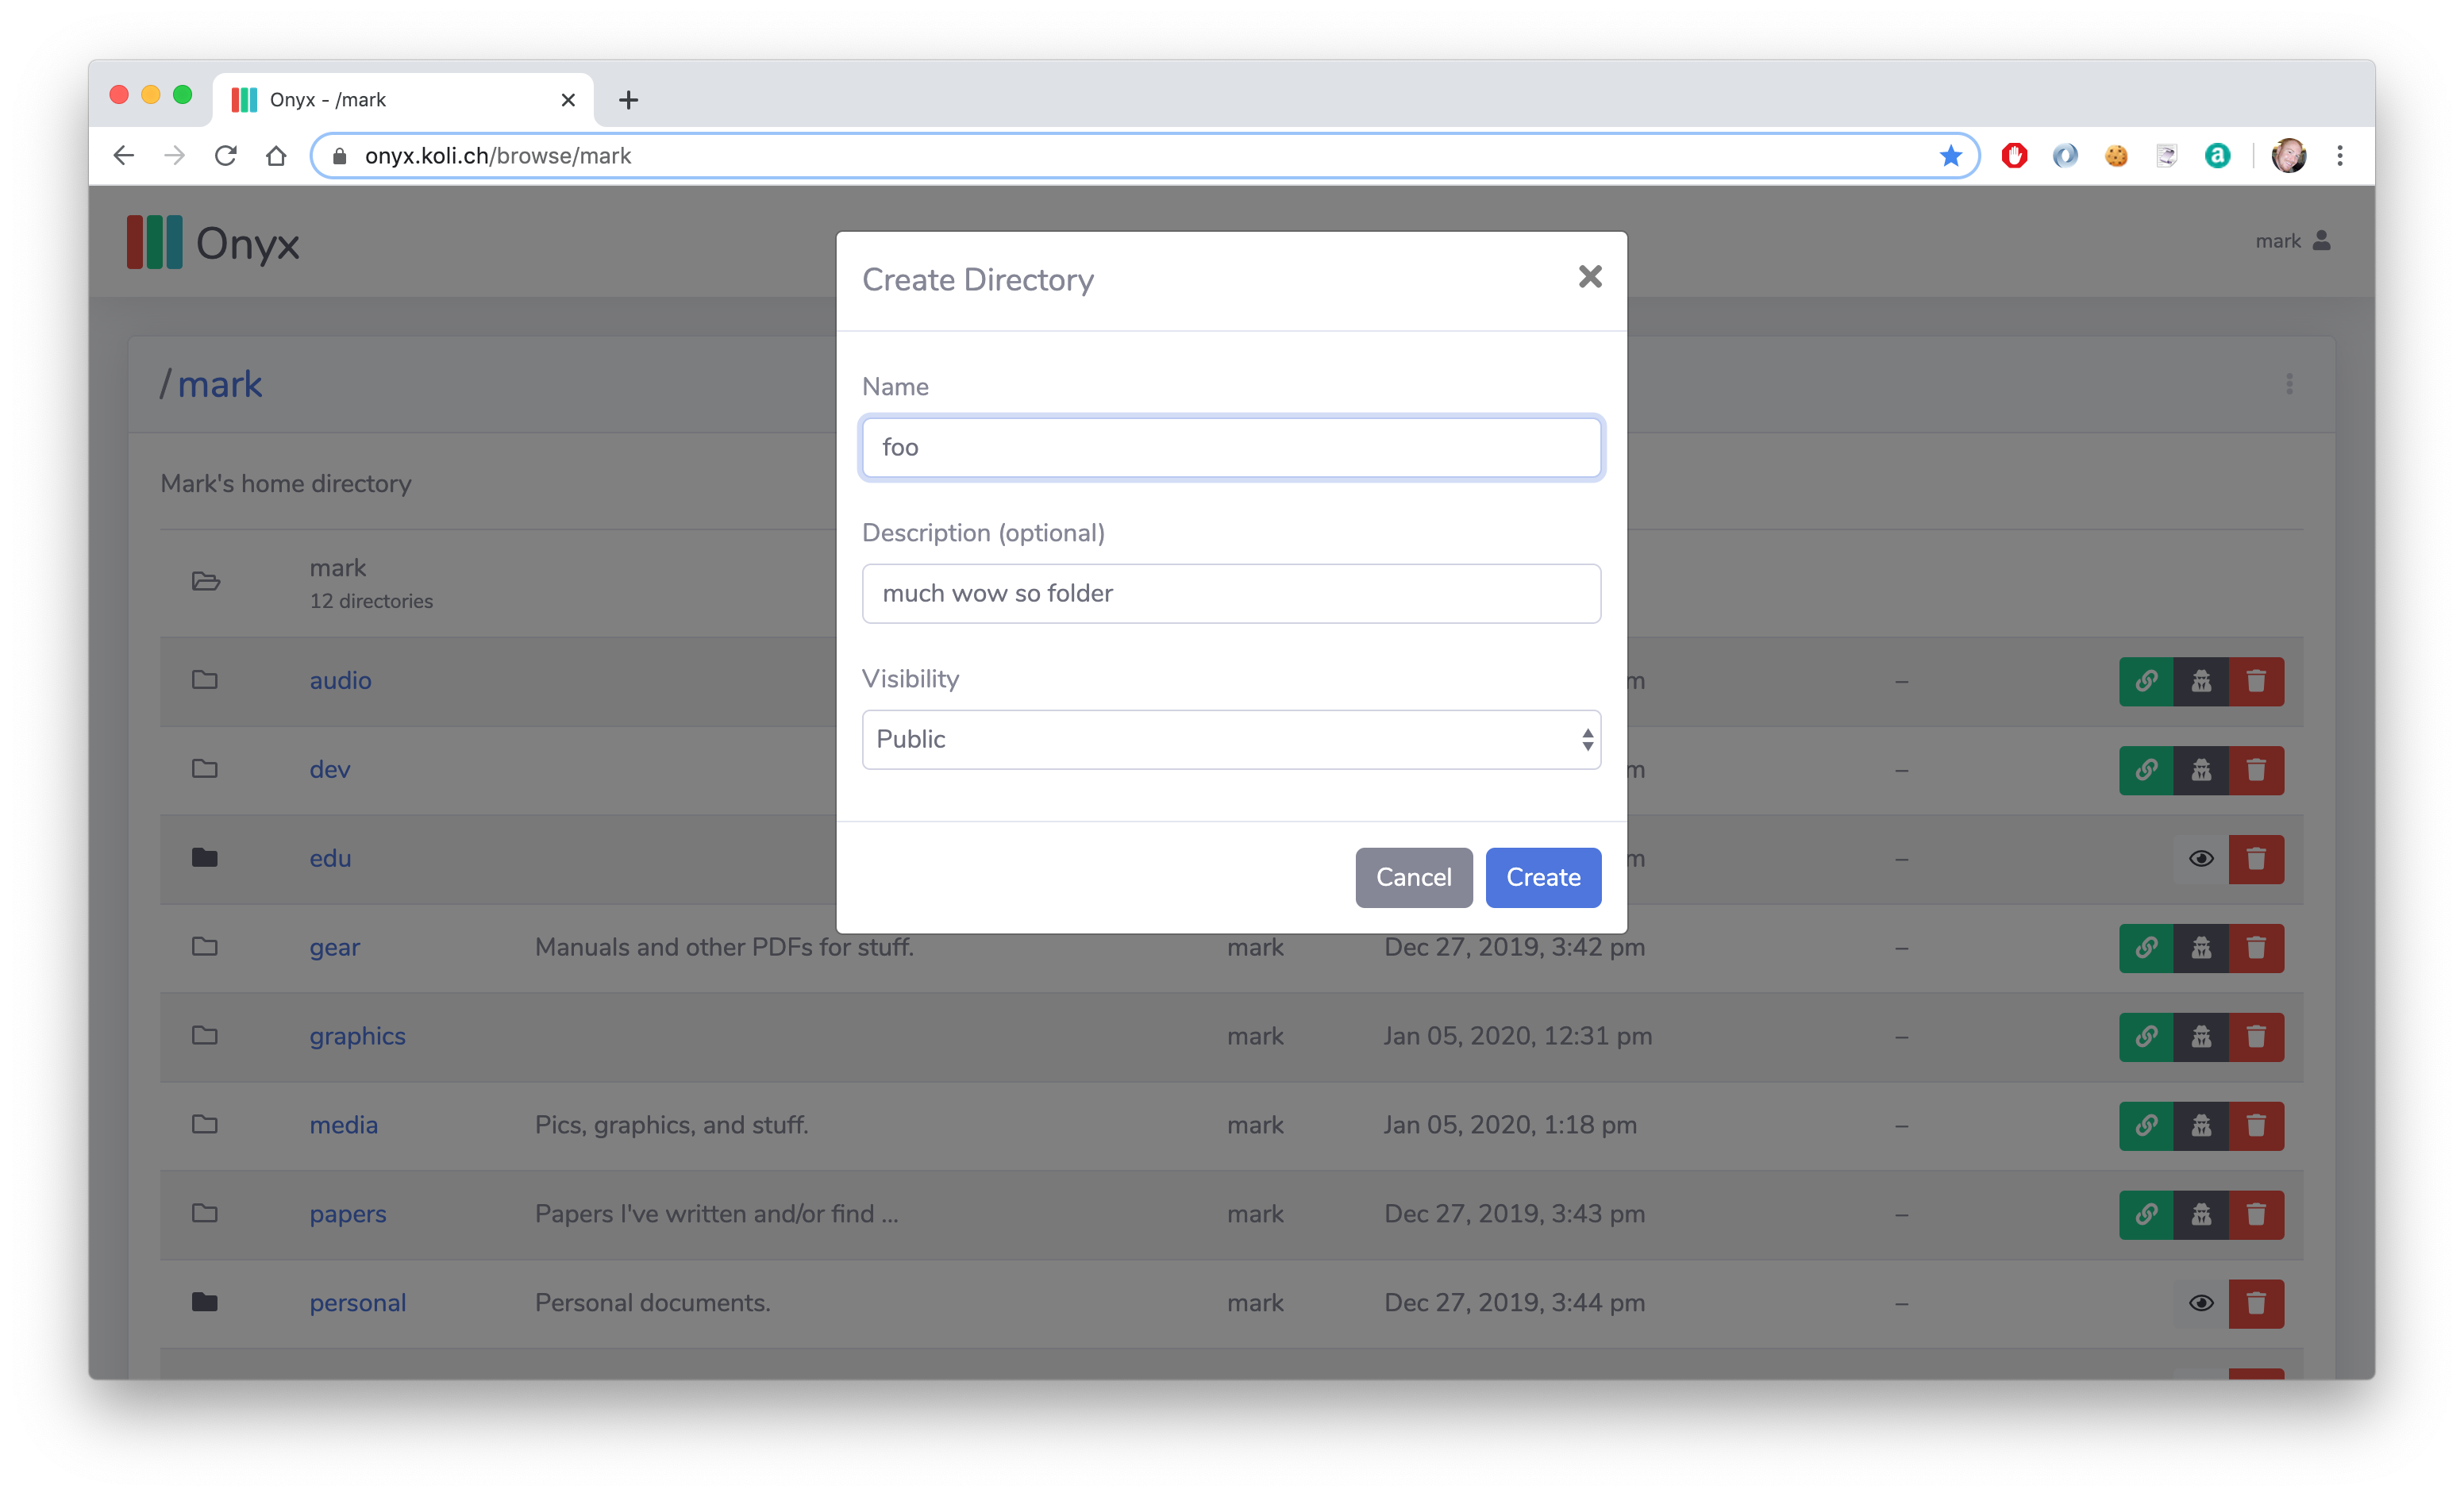 Onyx - /mark
onyx.koli.ch/browse/mark
Onyx
mark
Create Directory
/mark
Name
foo
Mark's home directory
Description (optional)
mark
12 directories
much wow so folder
Visibility
audio
m
–
Public
dev
m
–
edu
m
–
Cancel
Create
gear Manuals and other PDFs for stuff. mark Dec 27, 2019, 3:42 pm –
graphics mark Jan 05, 2020, 12:31 pm –
media Pics, graphics, and stuff. mark Jan 05, 2020, 1:18 pm –
papers Papers I've written and/or find ... mark Dec 27, 2019, 3:43 pm –
personal Personal documents. mark Dec 27, 2019, 3:44 pm –